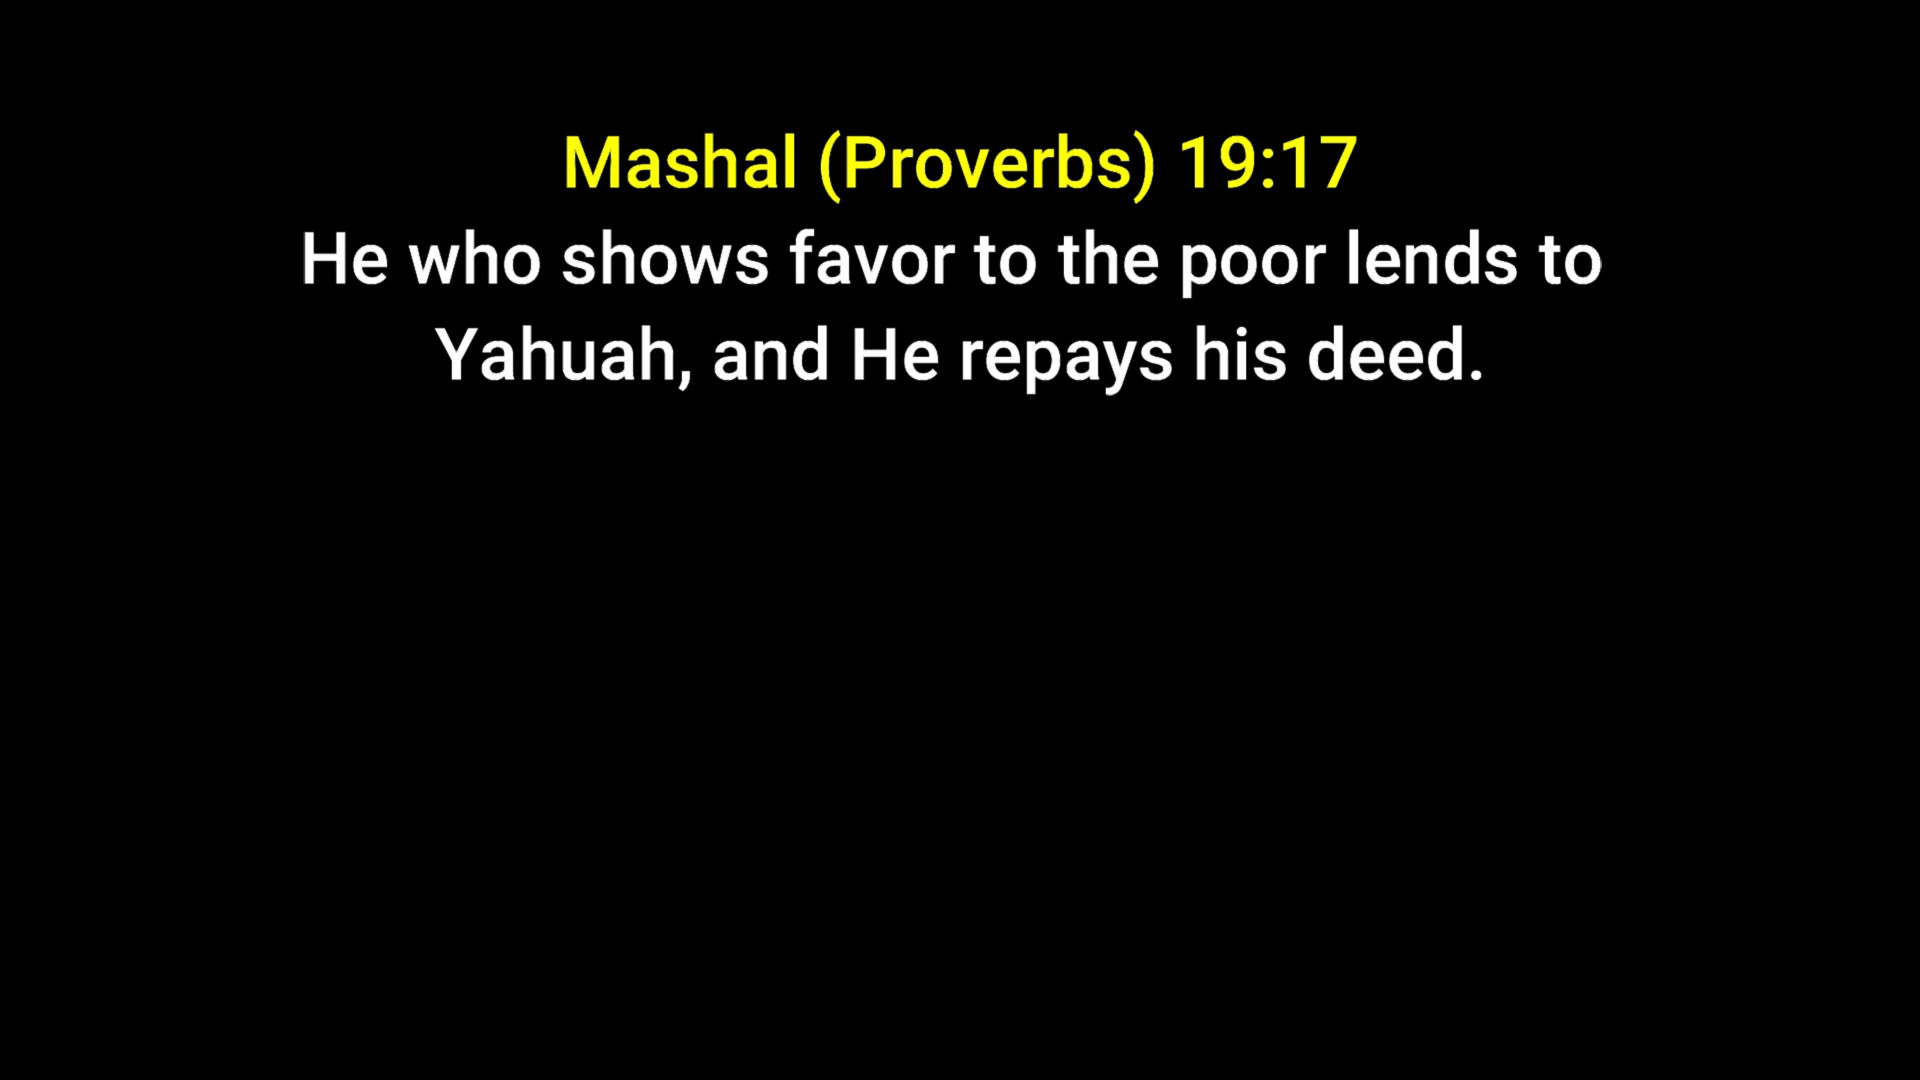 Mashal (Proverbs) 19:17
He who shows favor to the poor lends to
Yahuah, and He repays his deed.